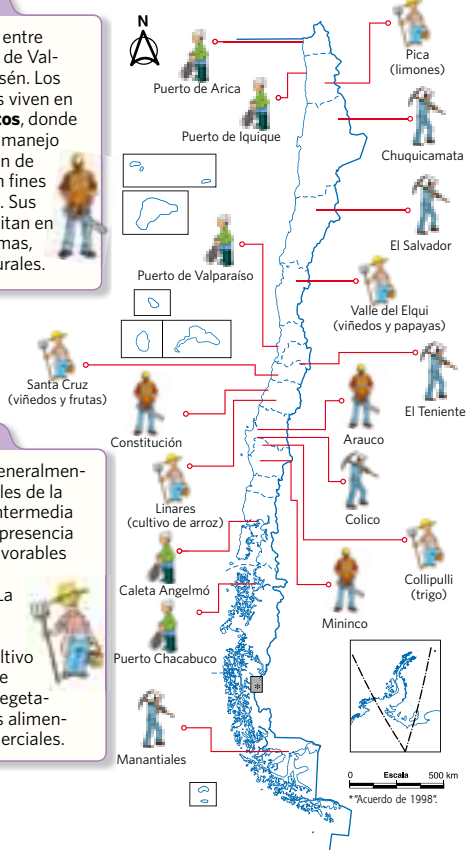 entre
de Val-
sén. Los
s viven en
tos, donde
manejo
n de
n fines
. Sus
itan en
mas,
urales.
N
Puerto de Arica
Pica
(limones)
Puerto de Iquique
Chuquicamata
El Salvador
Puerto de Valparaíso
Valle del Elqui
(viñedos y papayas)
Santa Cruz
(viñedos y frutas)
El Teniente
Constitución
Arauco
Linares
(cultivo de arroz)
Colico
eneralmen-
les de la
ntermedia
presencia
vorables
La
ltivo
e
egeta-
s alimen-
erciales.
Caleta Angelmó
Collipulli
(trigo)
Mininco
Puerto Chacabuco
*
Manantiales
0 Escala 500 km
*"Acuerdo de 1998".